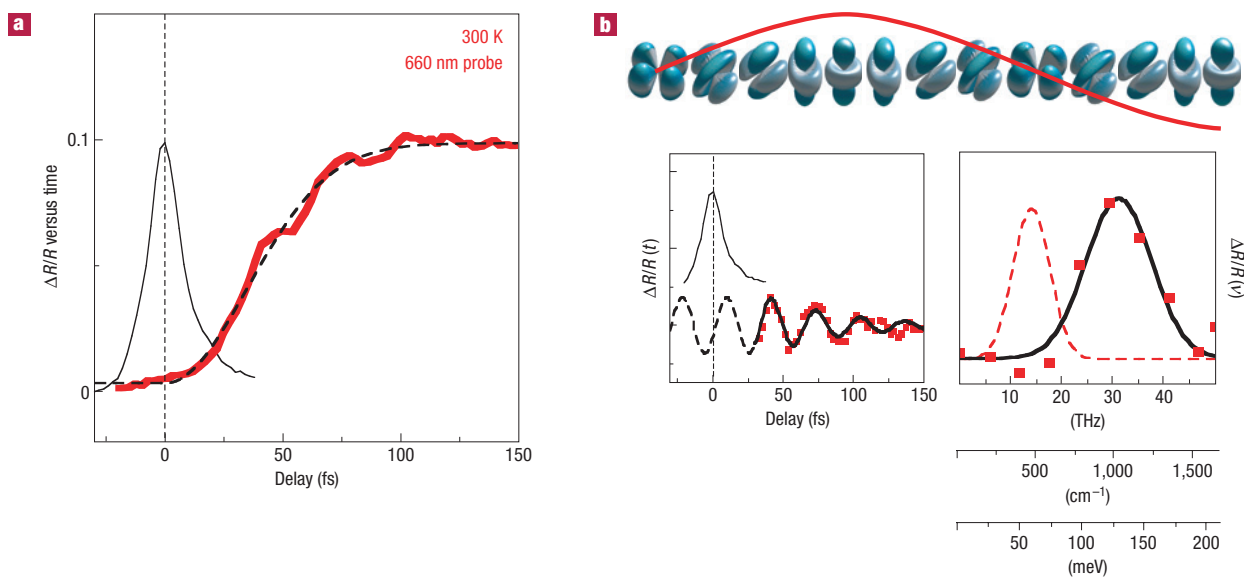 a
300 K
660 nm probe
0.1
0
ΔR/R versus time
0
50
100
150
Delay (fs)
b
ΔR/R (t)
0
50
100
150
Delay (fs)
ΔR/R (ν)
10
20
30
40
(THz)
500
1,000
1,500
(cm⁻¹)
50
100
150
200
(meV)